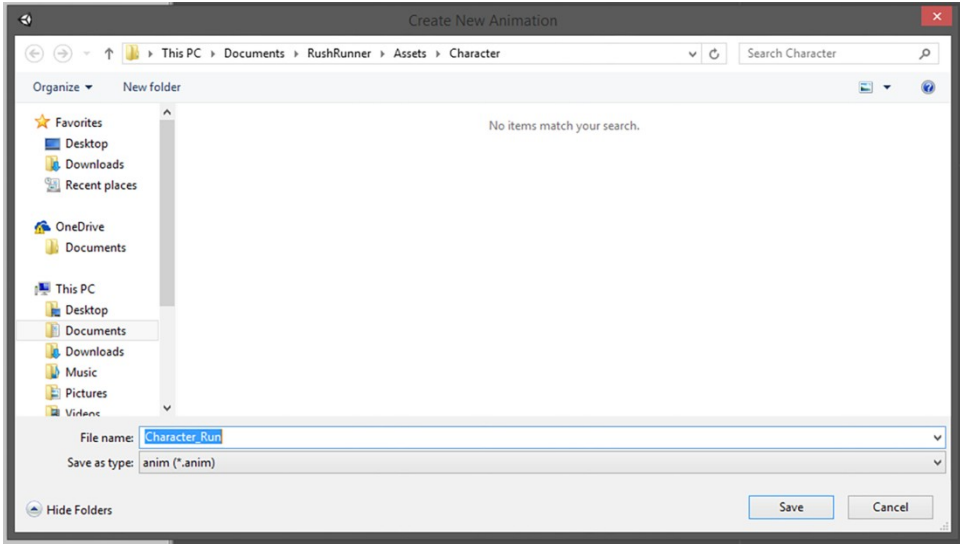 Create New Animation
This PC Documents RushRunner Assets Character
Search Character
Organize New folder
No items match your search.
Favorites
Desktop
Downloads
Recent places
OneDrive
Documents
This PC
Desktop
Documents
Downloads
Music
Pictures
Videos
File name: Character_Run
Save as type: anim (*.anim)
Hide Folders
Save
Cancel